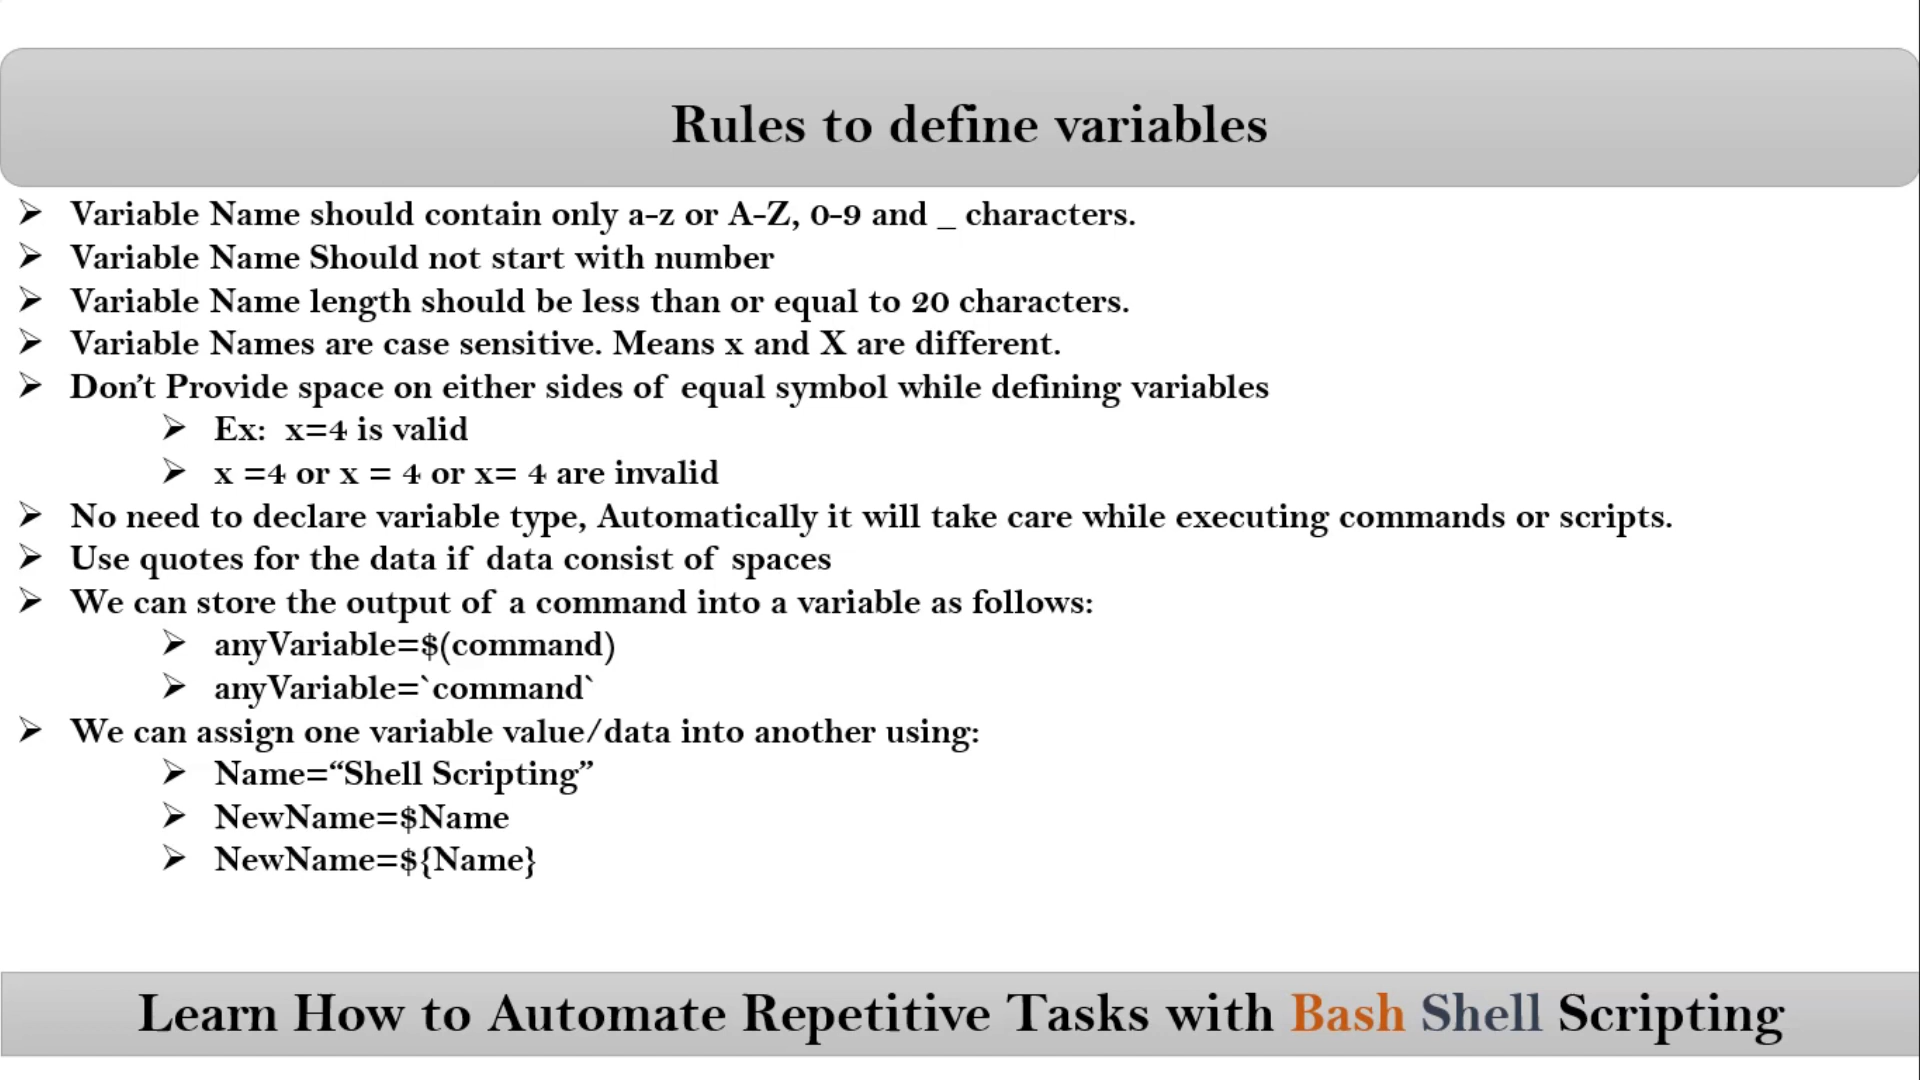 Rules to define variables
➢ Variable Name should contain only a-z or A-Z, 0-9 and _ characters.
➢ Variable Name Should not start with number
➢ Variable Name length should be less than or equal to 20 characters.
➢ Variable Names are case sensitive. Means x and X are different.
➢ Don’t Provide space on either sides of equal symbol while defining variables
➢ Ex: x=4 is valid
➢ x =4 or x = 4 or x= 4 are invalid
➢ No need to declare variable type, Automatically it will take care while executing commands or scripts.
➢ Use quotes for the data if data consist of spaces
➢ We can store the output of a command into a variable as follows:
➢ anyVariable=$(command)
➢ anyVariable=`command`
➢ We can assign one variable value/data into another using:
➢ Name=“Shell Scripting”
➢ NewName=$Name
➢ NewName=${Name}
Learn How to Automate Repetitive Tasks with Bash Shell Scripting